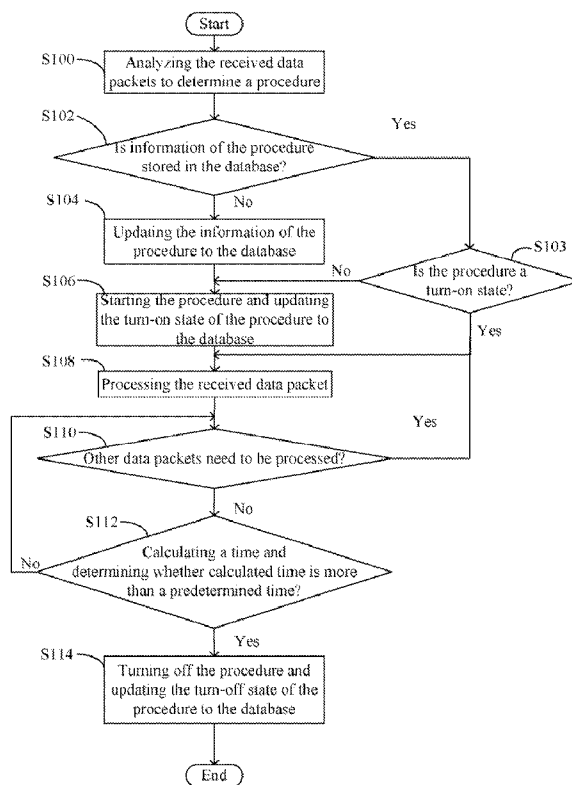 Start
S100
Analyzing the received data
packets to determine a procedure
S102
Yes
Is information of the procedure
stored in the database?
No
S104
Updating the information of the
procedure to the database
S103
Is the procedure a
turn-on state?
No
Yes
S106
Starting the procedure and updating
the turn-on state of the procedure to
the database
S108
Processing the received data packet
S110
Yes
Other data packets need to be processed?
No
S112
Calculating a time and
determining whether calculated time is more
than a predetermined time?
No
Yes
S114
Turning off the procedure and
updating the turn-off state of the
procedure to the database
End